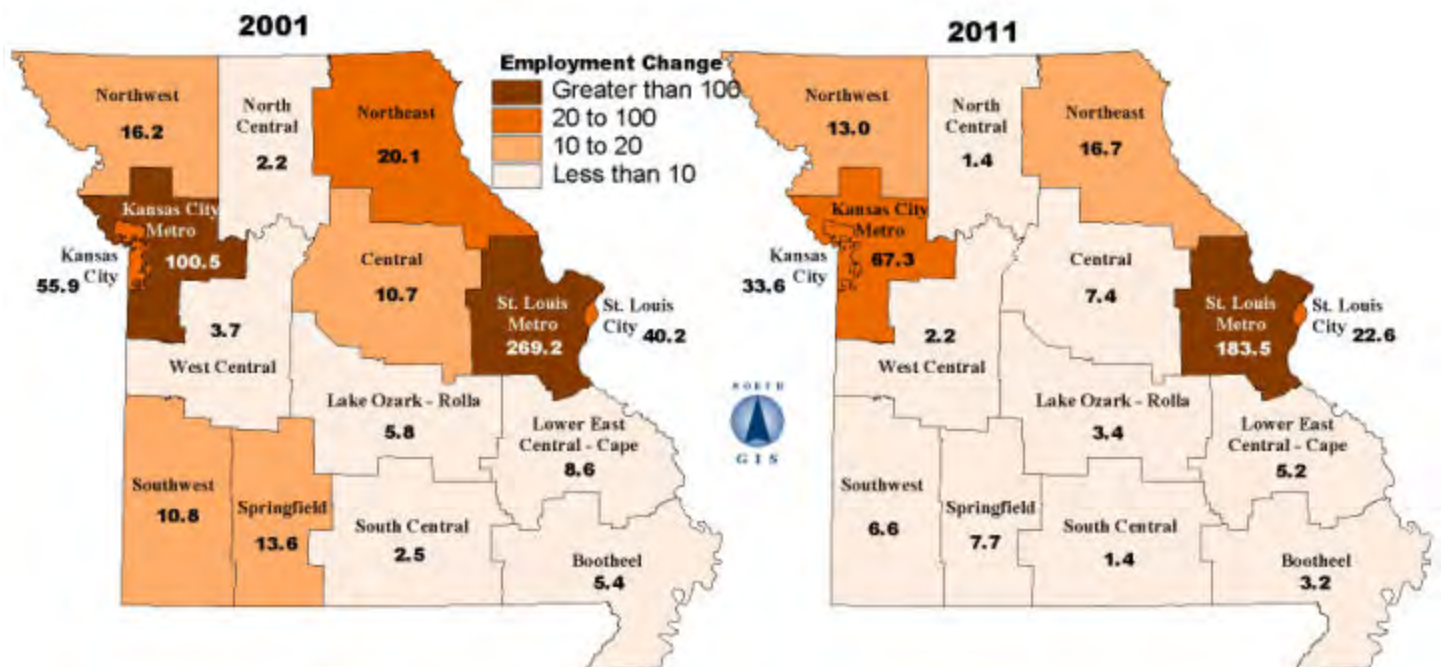 2001
Employment Change
Greater than 100
20 to 100
10 to 20
Less than 10
Northwest
16.2
North
Central
2.2
Northeast
20.1
Kansas City
Metro
100.5
Kansas
City
55.9
Central
10.7
St. Louis
Metro
269.2
St. Louis
City
40.2
3.7
West Central
Lake Ozark - Rolla
5.8
Lower East
Central - Cape
8.6
Southwest
10.8
Springfield
13.6
South Central
2.5
Bootheel
5.4
NORTH
GIS
2011
Northwest
13.0
North
Central
1.4
Northeast
16.7
Kansas City
Metro
67.3
Kansas
City
33.6
Central
7.4
St. Louis
Metro
183.5
St. Louis
City
22.6
2.2
West Central
Lake Ozark - Rolla
3.4
Lower East
Central - Cape
5.2
Southwest
6.6
Springfield
7.7
South Central
1.4
Bootheel
3.2